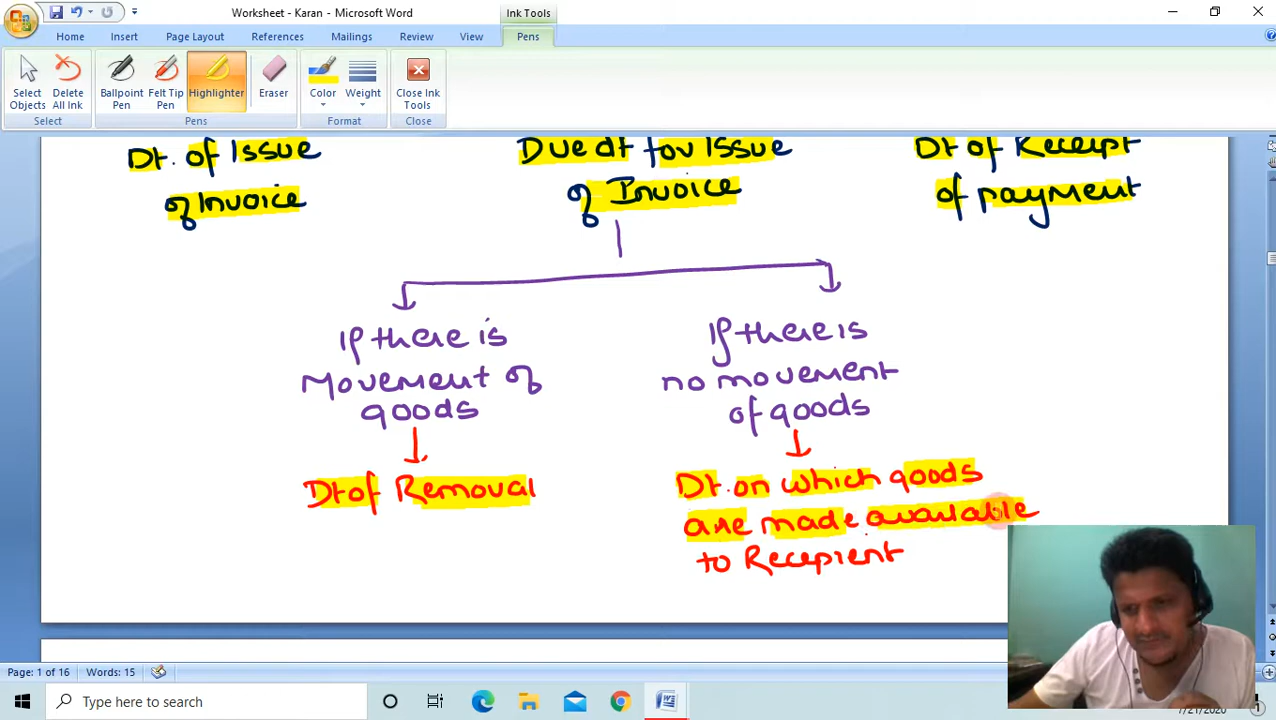 Worksheet - Karan - Microsoft Word
Ink Tools
Home Insert Page Layout References Mailings Review View Pens
Select Objects
Delete All Ink
Ballpoint Pen
Felt Tip Pen
Highlighter
Eraser
Color
Weight
Close Ink Tools
Select Pens Format Close
Dt. of Issue
of Invoice
Due dt for Issue
of Invoice
Dt of Receipt
of payment
If there is
Movement of
goods
Dt of Removal
If there is
no movement
of goods
Dt. on which goods
are made available
to Recepient
Page: 1 of 16 Words: 15
Type here to search
7/21/2020